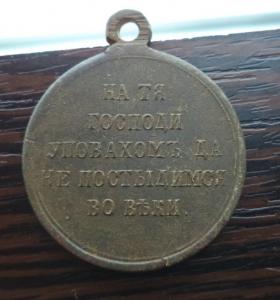 НА ТЯ
ГОСПОДИ
УПОВАХОМЪ ДА
НЕ ПОСТЫДИМСЯ
ВО ВѢКИ.